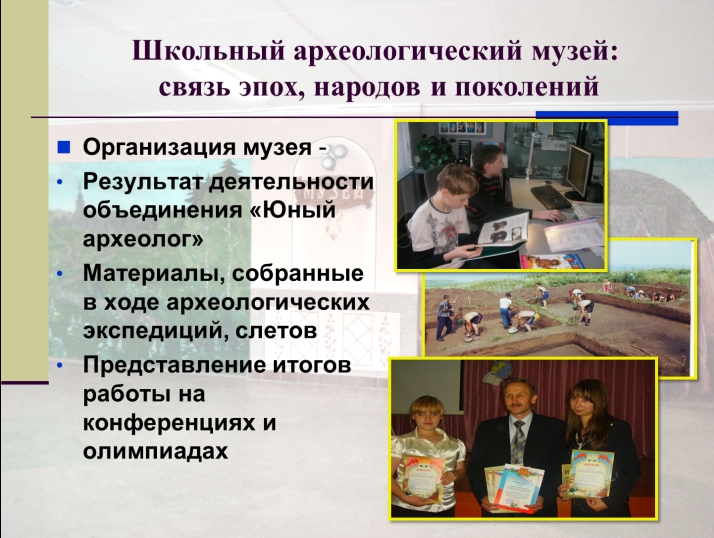 Школьный археологический музей:
связь эпох, народов и поколений
Организация музея -
Результат деятельности
объединения «Юный
археолог»
Материалы, собранные
в ходе археологических
экспедиций, слетов
Представление итогов
работы на
конференциях и
олимпиадах